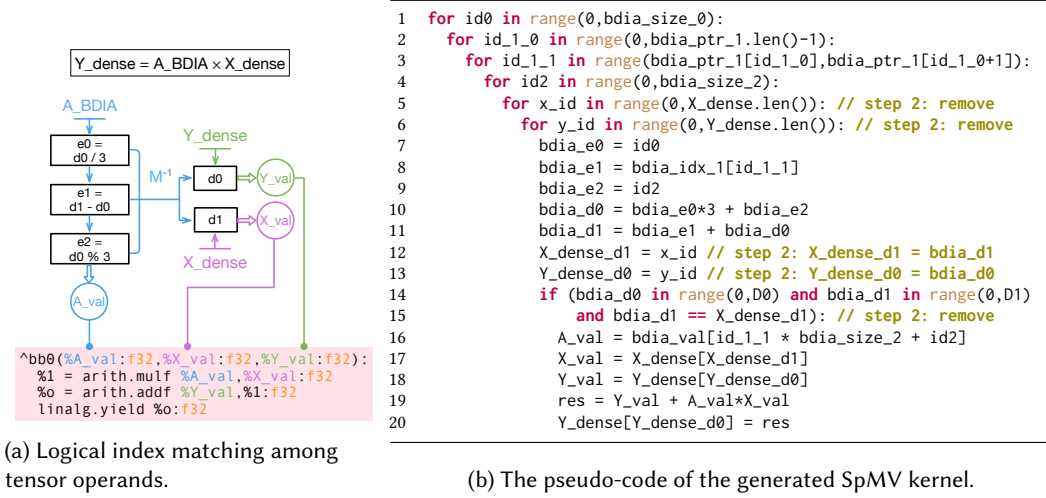 Y_dense = A_BDIA × X_dense
A_BDIA
e0 =
d0 / 3
e1 =
d1 - d0
e2 =
d0 % 3
A_val
M⁻¹
Y_dense
d0
Y_val
d1
X_val
X_dense
^bb0(%A_val:f32,%X_val:f32,%Y_val:f32):
%1 = arith.mulf %A_val,%X_val:f32
%o = arith.addf %Y_val,%1:f32
linalg.yield %o:f32
(a) Logical index matching among
tensor operands.
1 for id0 in range(0,bdia_size_0):
2 for id_1_0 in range(0,bdia_ptr_1.len()-1):
3 for id_1_1 in range(bdia_ptr_1[id_1_0],bdia_ptr_1[id_1_0+1]):
4 for id2 in range(0,bdia_size_2):
5 for x_id in range(0,X_dense.len()): // step 2: remove
6 for y_id in range(0,Y_dense.len()): // step 2: remove
7 bdia_e0 = id0
8 bdia_e1 = bdia_idx_1[id_1_1]
9 bdia_e2 = id2
10 bdia_d0 = bdia_e0*3 + bdia_e2
11 bdia_d1 = bdia_e1 + bdia_d0
12 X_dense_d1 = x_id // step 2: X_dense_d1 = bdia_d1
13 Y_dense_d0 = y_id // step 2: Y_dense_d0 = bdia_d0
14 if (bdia_d0 in range(0,D0) and bdia_d1 in range(0,D1)
15 and bdia_d1 == X_dense_d1): // step 2: remove
16 A_val = bdia_val[id_1_1 * bdia_size_2 + id2]
17 X_val = X_dense[X_dense_d1]
18 Y_val = Y_dense[Y_dense_d0]
19 res = Y_val + A_val*X_val
20 Y_dense[Y_dense_d0] = res
(b) The pseudo-code of the generated SpMV kernel.